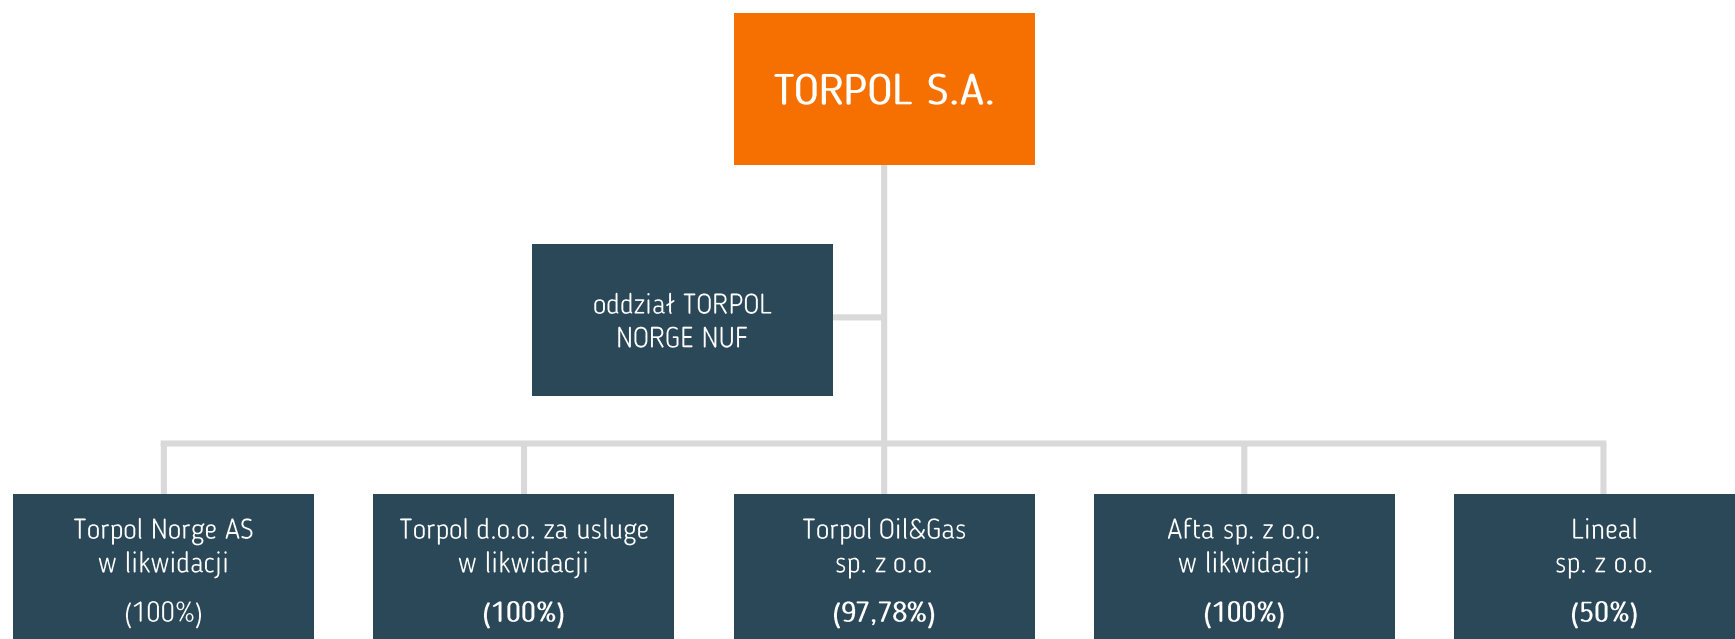 TORPOL S.A.
oddział TORPOL
NORGE NUF
Torpol Norge AS
w likwidacji
(100%)
Torpol d.o.o. za usluge
w likwidacji
(100%)
Torpol Oil&Gas
sp. z o.o.
(97,78%)
Afta sp. z o.o.
w likwidacji
(100%)
Lineal
sp. z o.o.
(50%)